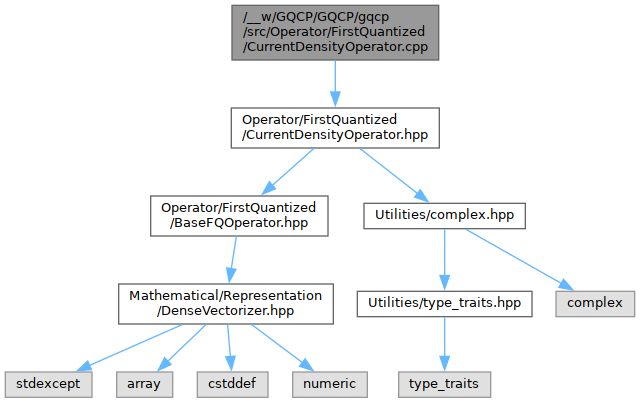 /__w/GQCP/GQCP/gqcp
/src/Operator/FirstQuantized
/CurrentDensityOperator.cpp
Operator/FirstQuantized
/CurrentDensityOperator.hpp
Operator/FirstQuantized
/BaseFQOperator.hpp
Utilities/complex.hpp
Mathematical/Representation
/DenseVectorizer.hpp
Utilities/type_traits.hpp
complex
stdexcept
array
cstddef
numeric
type_traits